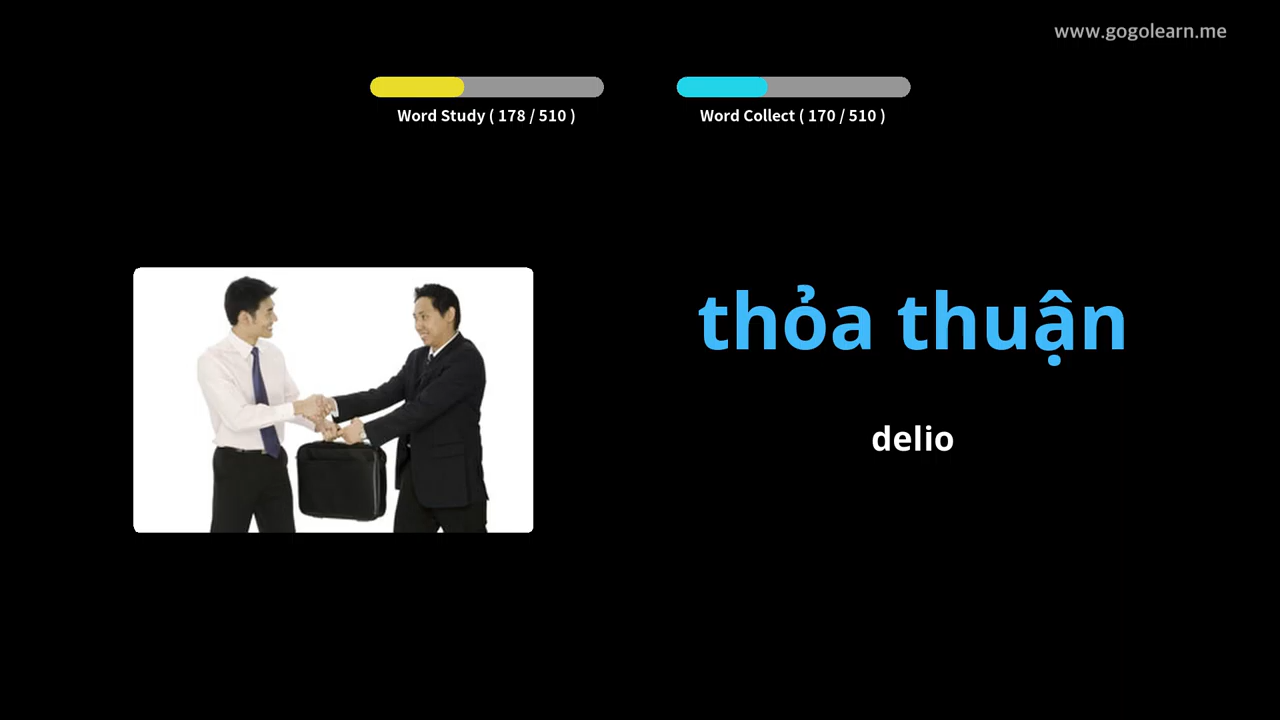 www.gogolearn.me
Word Study ( 178 / 510 )
Word Collect ( 170 / 510 )
thỏa thuận
delio